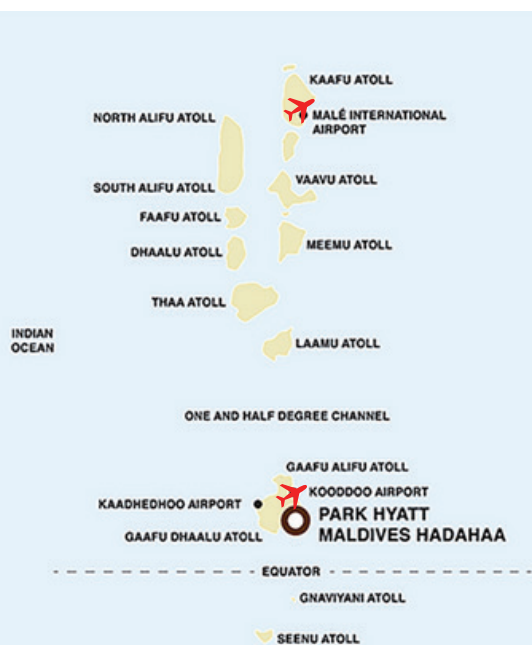 KAAFU ATOLL
MALÉ INTERNATIONAL
AIRPORT
NORTH ALIFU ATOLL
VAAVU ATOLL
SOUTH ALIFU ATOLL
FAAFU ATOLL
MEEMU ATOLL
DHAALU ATOLL
THAA ATOLL
INDIAN
OCEAN
LAAMU ATOLL
ONE AND HALF DEGREE CHANNEL
GAAFU ALIFU ATOLL
KOODDOO AIRPORT
KAADHEDHOO AIRPORT
PARK HYATT
MALDIVES HADAHAA
GAAFU DHAALU ATOLL
EQUATOR
GNAVIYANI ATOLL
SEENU ATOLL